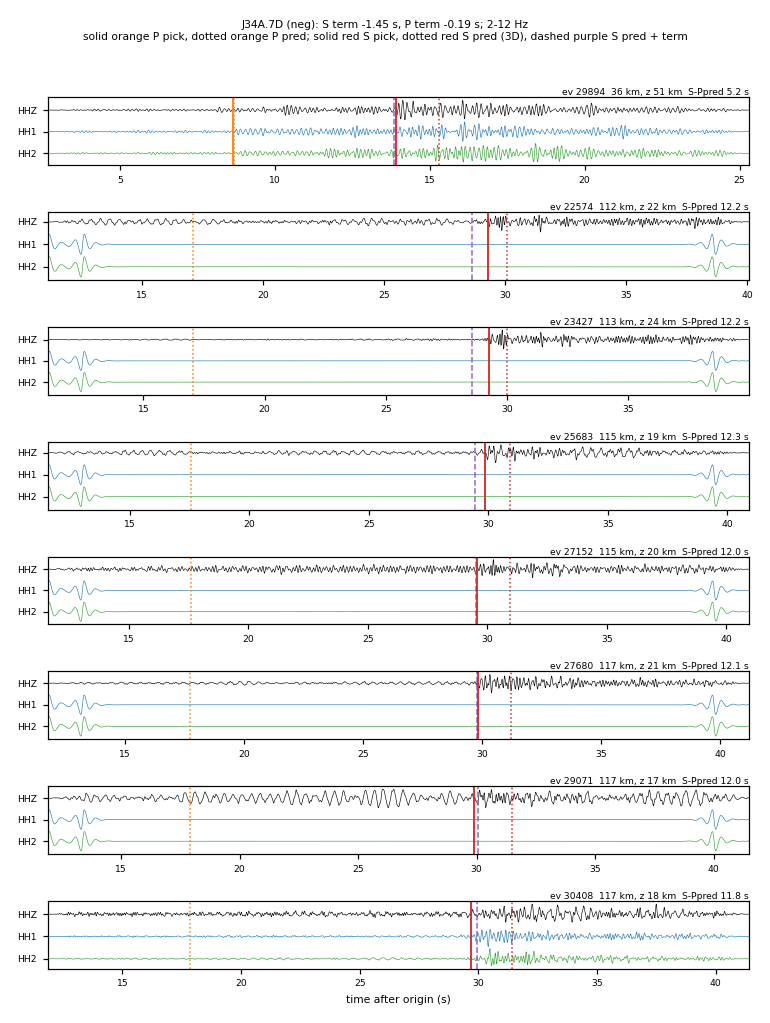 J34A.7D (neg): S term -1.45 s, P term -0.19 s; 2-12 Hz
solid orange P pick, dotted orange P pred; solid red S pick, dotted red S pred (3D), dashed purple S pred + term
ev 29894  36 km, z 51 km  S-Ppred 5.2 s
HHZ
HH1
HH2
5 10 15 20 25
ev 22574  112 km, z 22 km  S-Ppred 12.2 s
HHZ
HH1
HH2
15 20 25 30 35 40
ev 23427  113 km, z 24 km  S-Ppred 12.2 s
HHZ
HH1
HH2
15 20 25 30 35
ev 25683  115 km, z 19 km  S-Ppred 12.3 s
HHZ
HH1
HH2
15 20 25 30 35 40
ev 27152  115 km, z 20 km  S-Ppred 12.0 s
HHZ
HH1
HH2
15 20 25 30 35 40
ev 27680  117 km, z 21 km  S-Ppred 12.1 s
HHZ
HH1
HH2
15 20 25 30 35 40
ev 29071  117 km, z 17 km  S-Ppred 12.0 s
HHZ
HH1
HH2
15 20 25 30 35 40
ev 30408  117 km, z 18 km  S-Ppred 11.8 s
HHZ
HH1
HH2
15 20 25 30 35 40
time after origin (s)